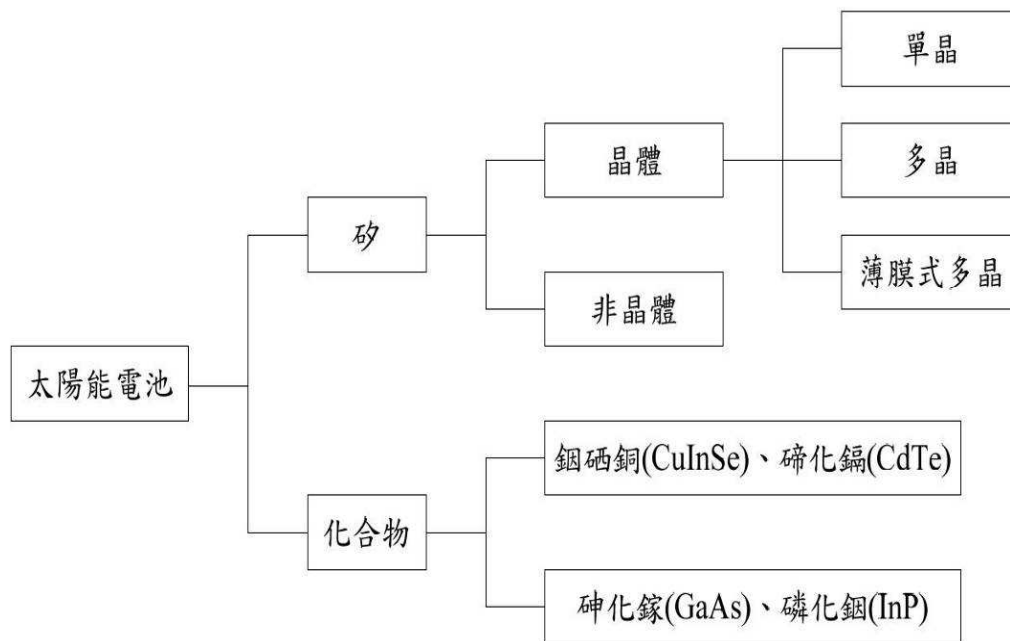 太陽能電池
矽
晶體
單晶
多晶
薄膜式多晶
非晶體
化合物
銦硒銅(CuInSe)、碲化鎘(CdTe)
砷化鎵(GaAs)、磷化銦(InP)